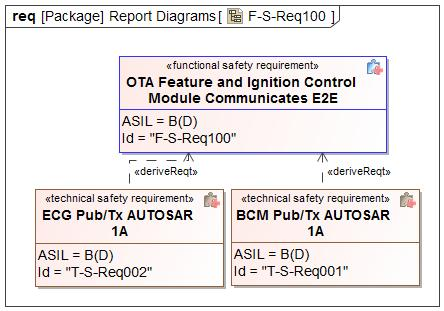 req [Package] Report Diagrams[ F-S-Req100 ]
«functional safety requirement»
OTA Feature and Ignition Control
Module Communicates E2E
ASIL = B(D)
Id = "F-S-Req100"
«deriveReqt»
«deriveReqt»
«technical safety requirement»
ECG Pub/Tx AUTOSAR
1A
ASIL = B(D)
Id = "T-S-Req002"
«technical safety requirement»
BCM Pub/Tx AUTOSAR
1A
ASIL = B(D)
Id = "T-S-Req001"